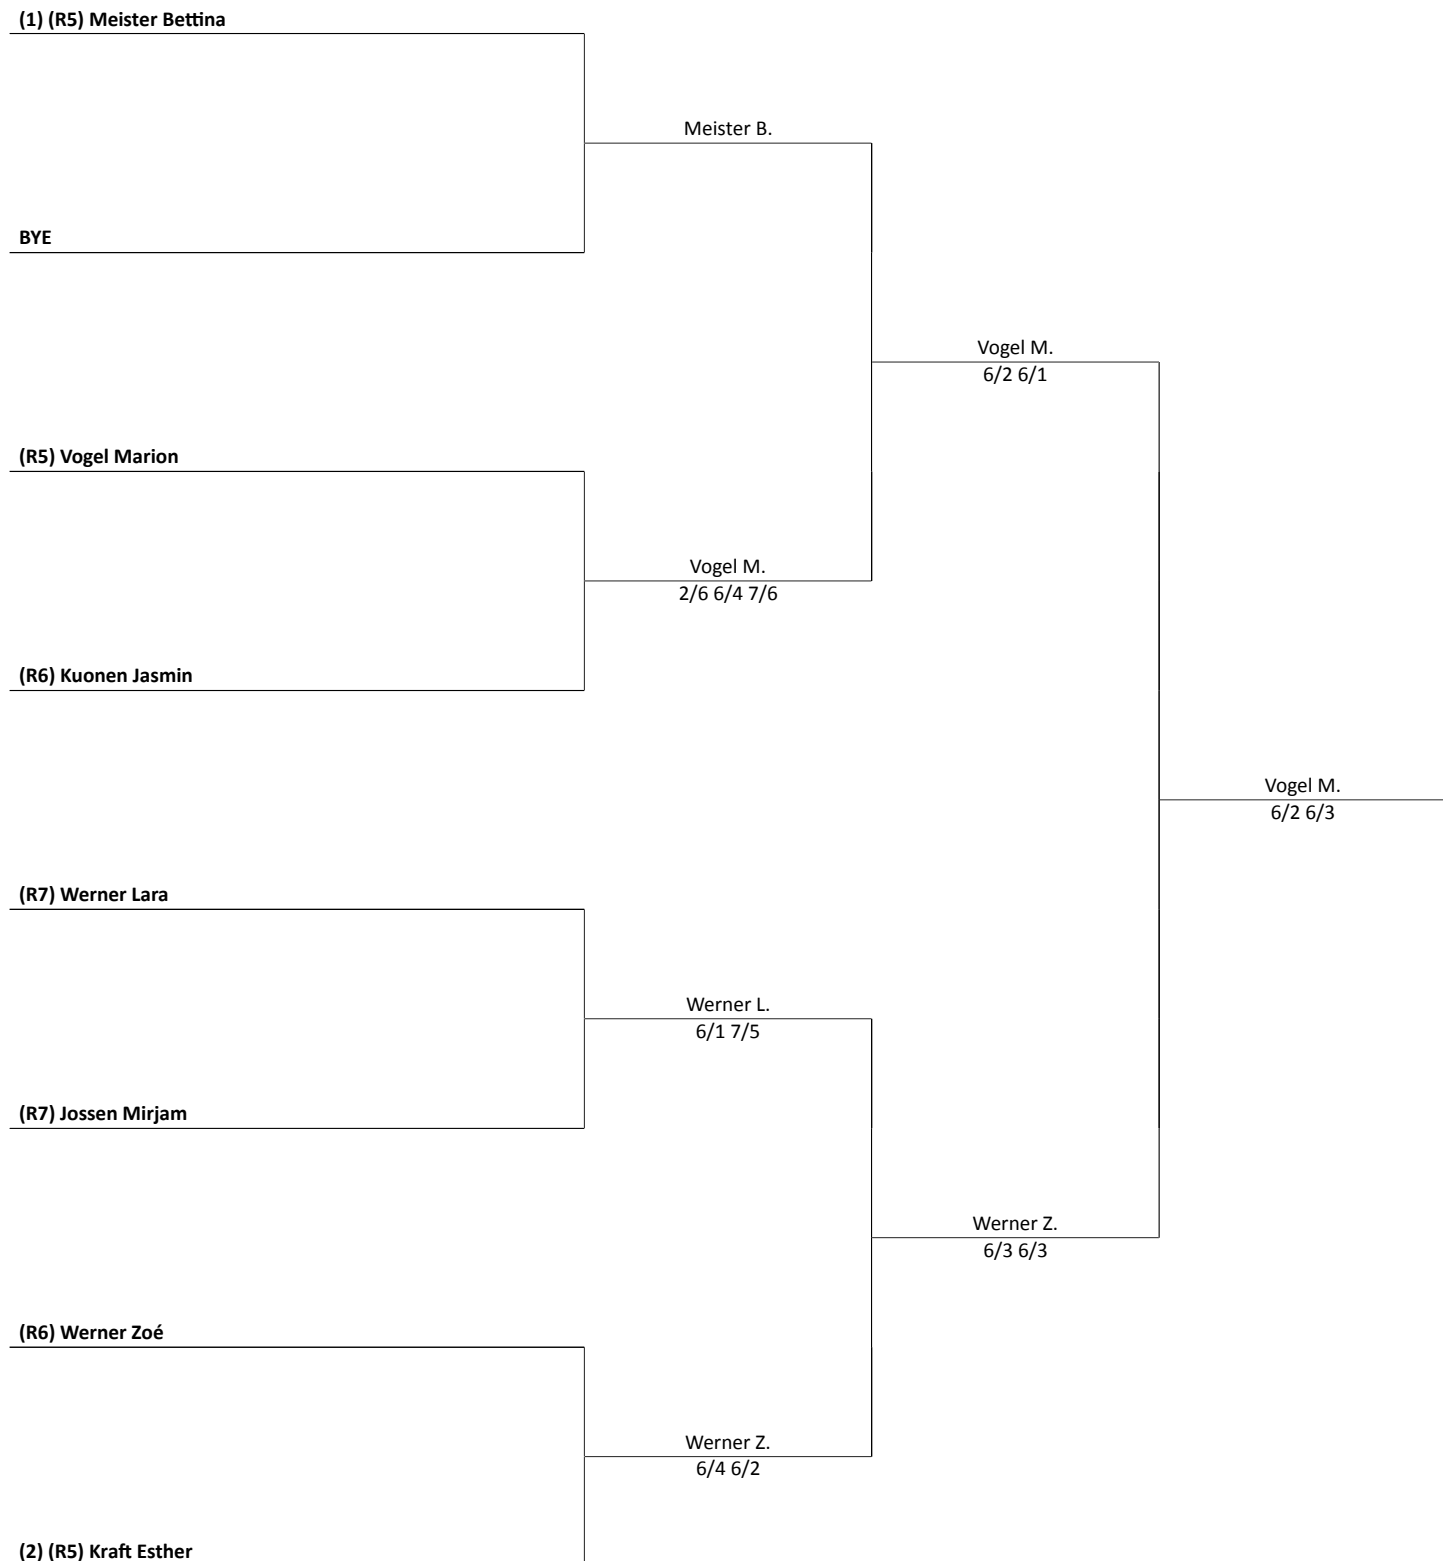 (1) (R5) Meister Bettina
Meister B.
BYE
Vogel M.
6/2 6/1
(R5) Vogel Marion
Vogel M.
2/6 6/4 7/6
(R6) Kuonen Jasmin
Vogel M.
6/2 6/3
(R7) Werner Lara
Werner L.
6/1 7/5
(R7) Jossen Mirjam
Werner Z.
6/3 6/3
(R6) Werner Zoé
Werner Z.
6/4 6/2
(2) (R5) Kraft Esther